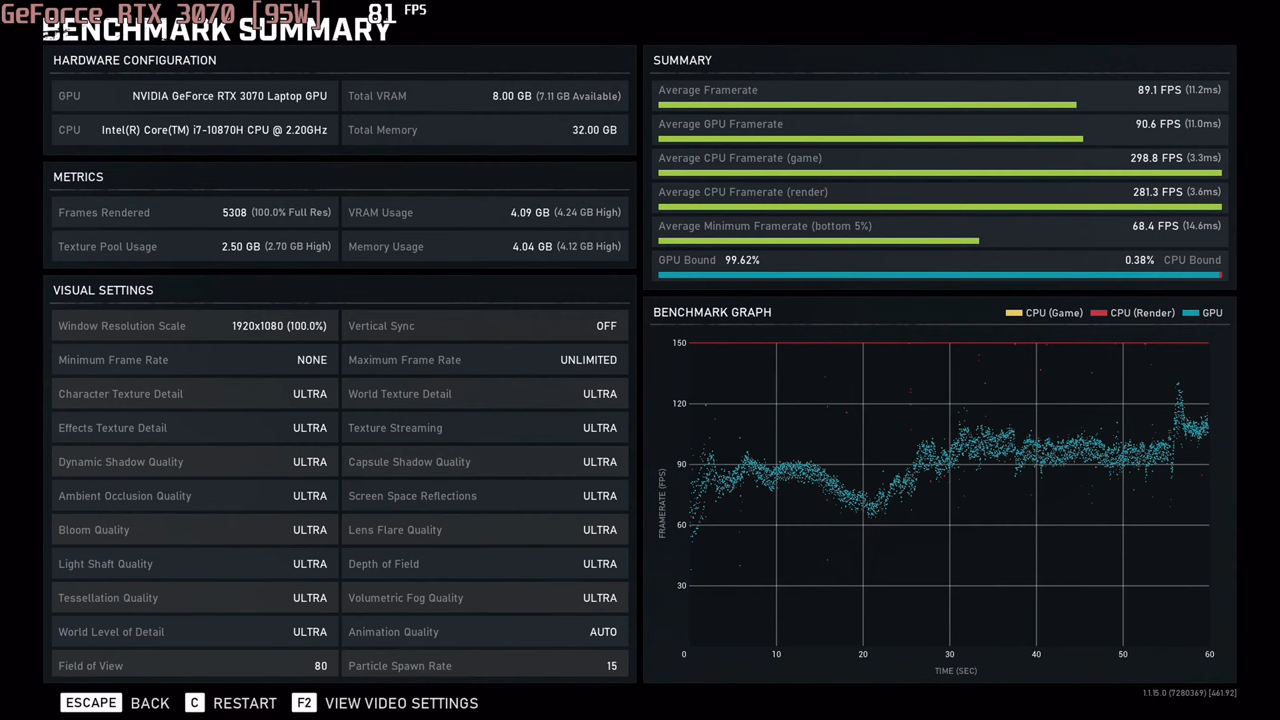 GeForce RTX 3070 [95W] 81 FPS
BENCHMARK SUMMARY
HARDWARE CONFIGURATION
GPU NVIDIA GeForce RTX 3070 Laptop GPU Total VRAM 8.00 GB (7.11 GB Available)
CPU Intel(R) Core(TM) i7-10870H CPU @ 2.20GHz Total Memory 32.00 GB
METRICS
Frames Rendered 5308 (100.0% Full Res) VRAM Usage 4.09 GB (4.24 GB High)
Texture Pool Usage 2.50 GB (2.70 GB High) Memory Usage 4.04 GB (4.12 GB High)
VISUAL SETTINGS
Window Resolution Scale 1920x1080 (100.0%) Vertical Sync OFF
Minimum Frame Rate NONE Maximum Frame Rate UNLIMITED
Character Texture Detail ULTRA World Texture Detail ULTRA
Effects Texture Detail ULTRA Texture Streaming ULTRA
Dynamic Shadow Quality ULTRA Capsule Shadow Quality ULTRA
Ambient Occlusion Quality ULTRA Screen Space Reflections ULTRA
Bloom Quality ULTRA Lens Flare Quality ULTRA
Light Shaft Quality ULTRA Depth of Field ULTRA
Tessellation Quality ULTRA Volumetric Fog Quality ULTRA
World Level of Detail ULTRA Animation Quality AUTO
Field of View 80 Particle Spawn Rate 15
SUMMARY
Average Framerate 89.1 FPS (11.2ms)
Average GPU Framerate 90.6 FPS (11.0ms)
Average CPU Framerate (game) 298.8 FPS (3.3ms)
Average CPU Framerate (render) 281.3 FPS (3.6ms)
Average Minimum Framerate (bottom 5%) 68.4 FPS (14.6ms)
GPU Bound 99.62% 0.38% CPU Bound
BENCHMARK GRAPH CPU (Game) CPU (Render) GPU
150
120
90
60
30
FRAMERATE (FPS)
0 10 20 30 40 50 60
TIME (SEC)
1.1.15.0 (7280369) [461.92]
ESCAPE BACK C RESTART F2 VIEW VIDEO SETTINGS